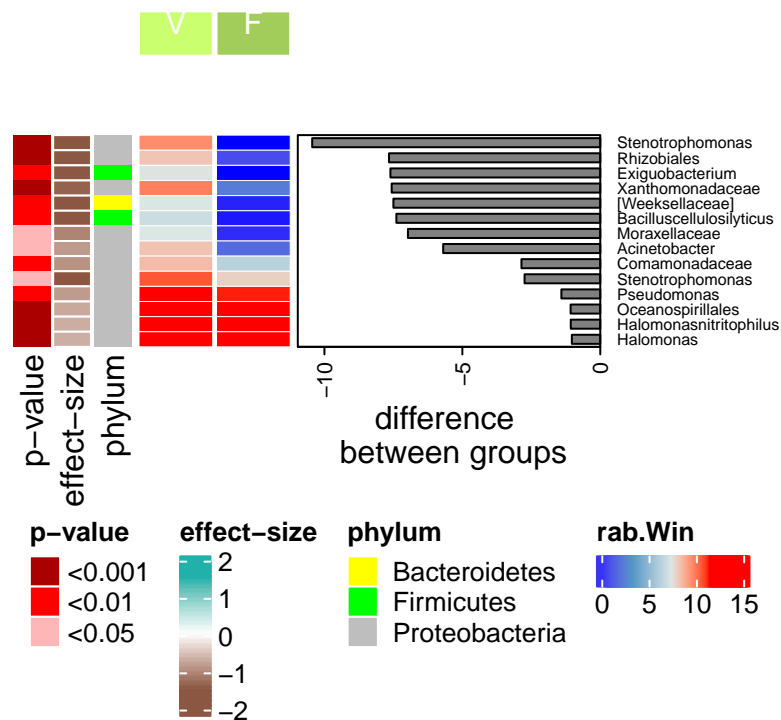 V F
Stenotrophomonas
Rhizobiales
Exiguobacterium
Xanthomonadaceae
[Weeksellaceae]
Bacilluscellulosilyticus
Moraxellaceae
Acinetobacter
Comamonadaceae
Stenotrophomonas
Pseudomonas
Oceanospirillales
Halomonasnitritophilus
Halomonas
p−value
effect−size
phylum
−10 −5 0
difference
between groups
p−value
<0.001
<0.01
<0.05
effect−size
2
1
0
−1
−2
phylum
Bacteroidetes
Firmicutes
Proteobacteria
rab.Win
0 5 10 15